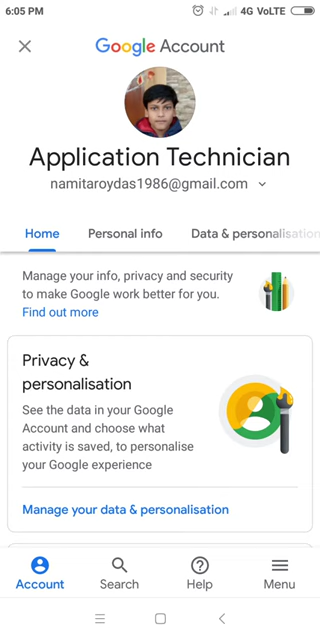 6:05 PM 4G VoLTE
Google Account
Application Technician
namitaroydas1986@gmail.com
Home Personal info Data & personalisation
Manage your info, privacy and security
to make Google work better for you.
Find out more
Privacy &
personalisation
See the data in your Google
Account and choose what
activity is saved, to personalise
your Google experience
Manage your data & personalisation
Account Search Help Menu